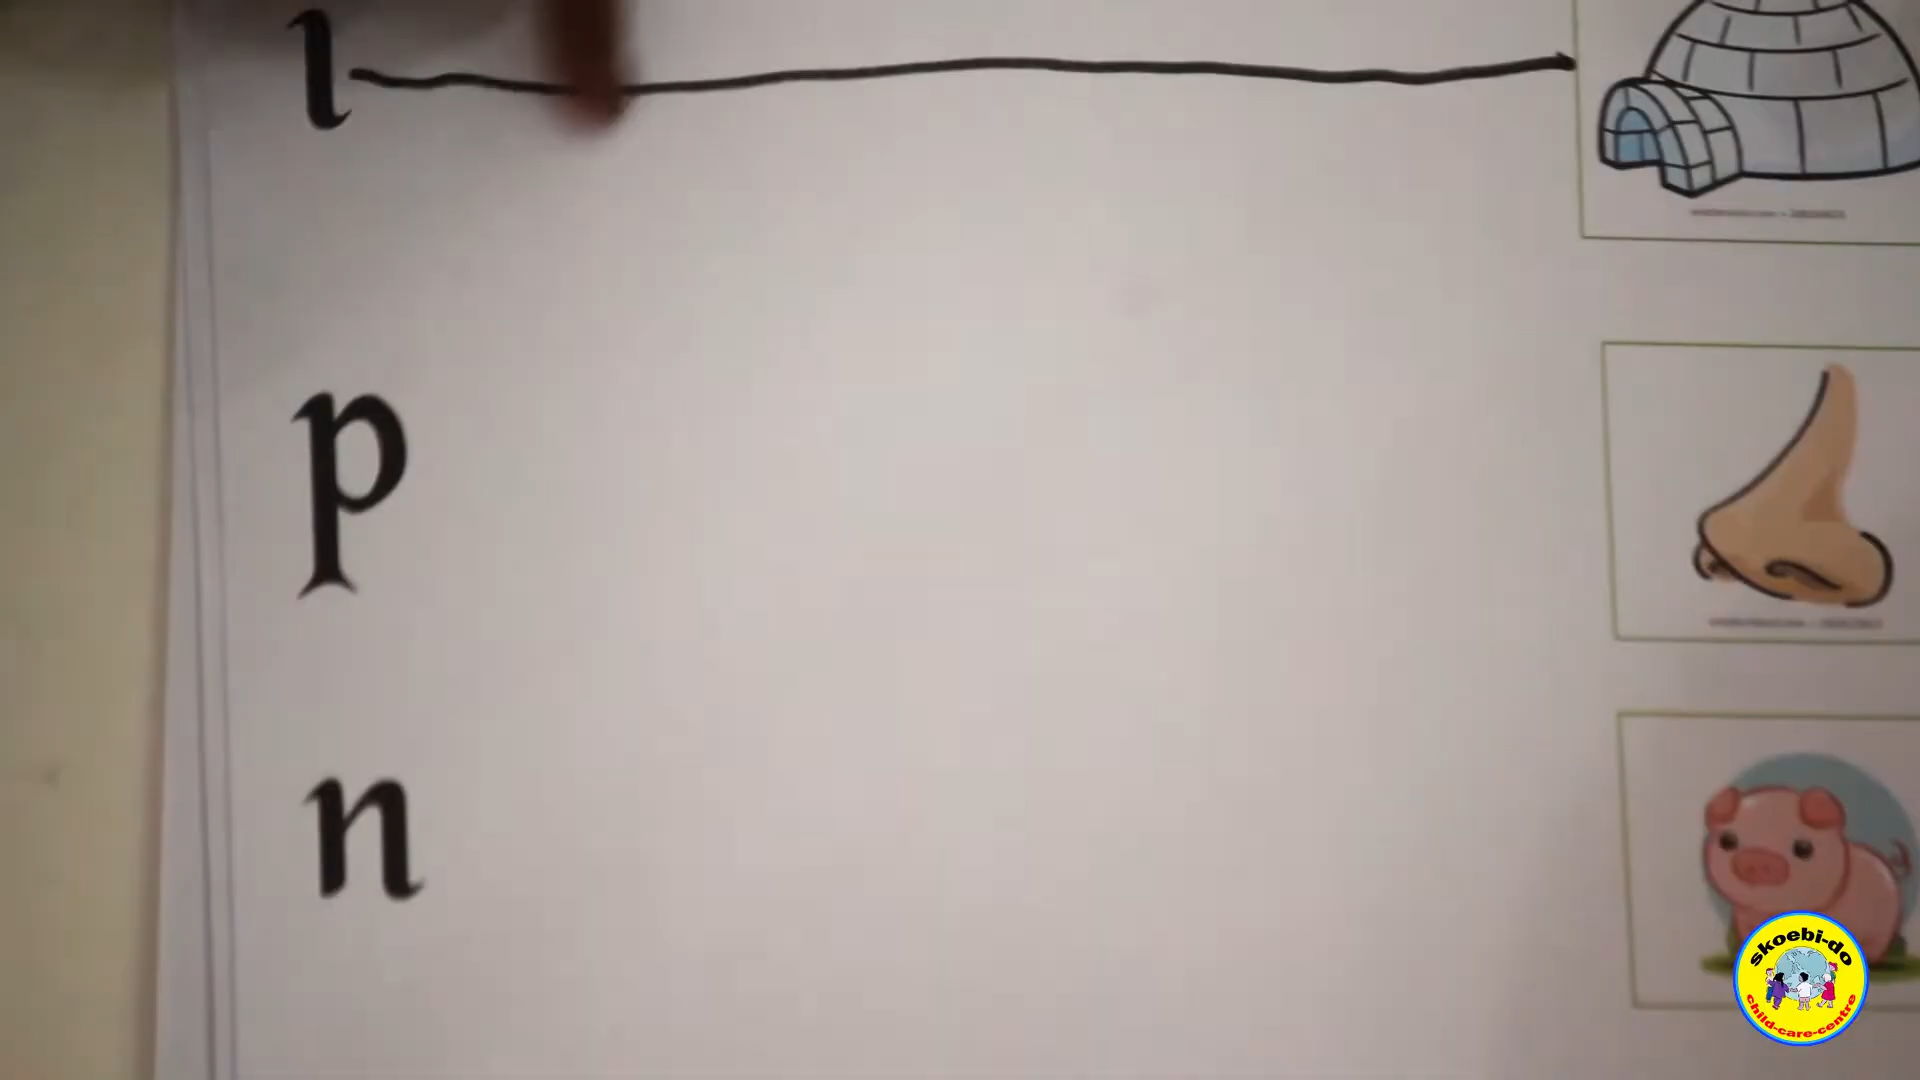 ı
p
n
skoebi-do
child-care-centre